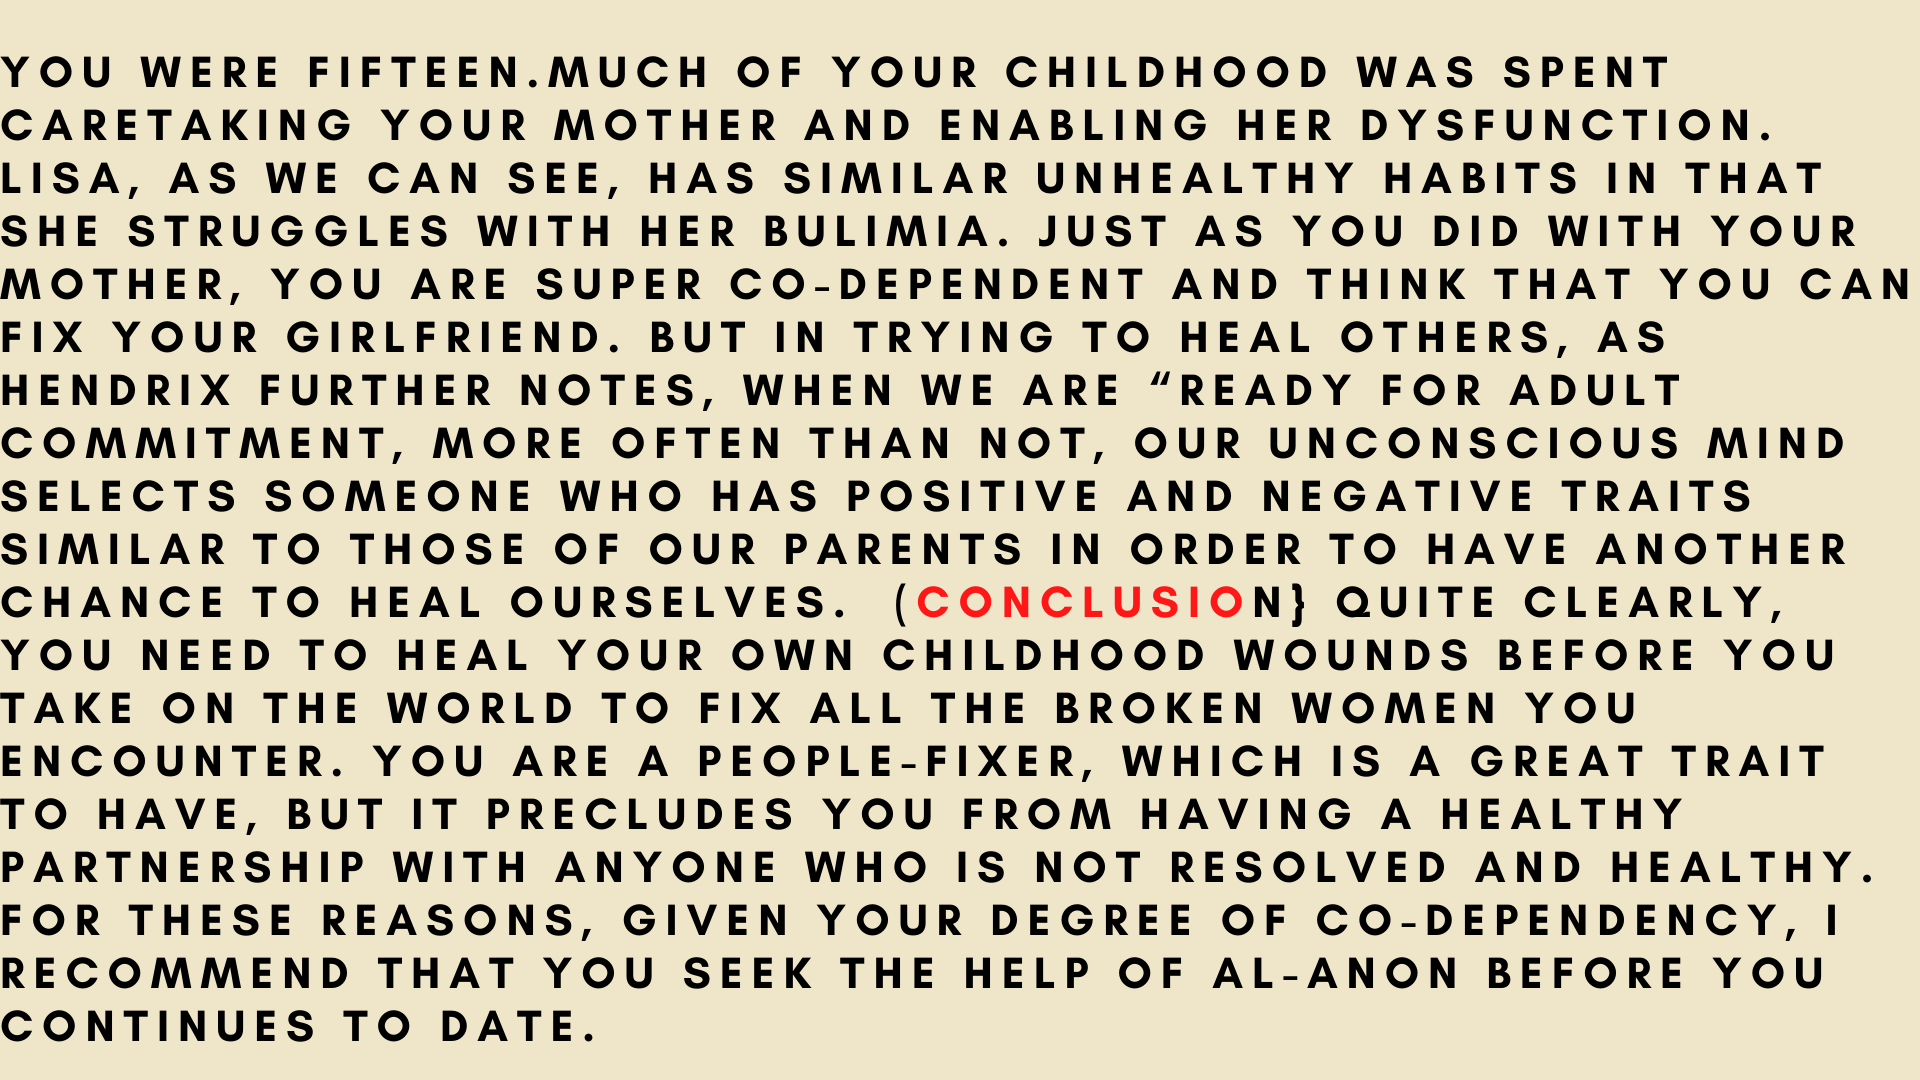 YOU WERE FIFTEEN.MUCH OF YOUR CHILDHOOD WAS SPENT
CARETAKING YOUR MOTHER AND ENABLING HER DYSFUNCTION.
LISA, AS WE CAN SEE, HAS SIMILAR UNHEALTHY HABITS IN THAT
SHE STRUGGLES WITH HER BULIMIA. JUST AS YOU DID WITH YOUR
MOTHER, YOU ARE SUPER CO-DEPENDENT AND THINK THAT YOU CAN
FIX YOUR GIRLFRIEND. BUT IN TRYING TO HEAL OTHERS, AS
HENDRIX FURTHER NOTES, WHEN WE ARE “READY FOR ADULT
COMMITMENT, MORE OFTEN THAN NOT, OUR UNCONSCIOUS MIND
SELECTS SOMEONE WHO HAS POSITIVE AND NEGATIVE TRAITS
SIMILAR TO THOSE OF OUR PARENTS IN ORDER TO HAVE ANOTHER
CHANCE TO HEAL OURSELVES. (CONCLUSION} QUITE CLEARLY,
YOU NEED TO HEAL YOUR OWN CHILDHOOD WOUNDS BEFORE YOU
TAKE ON THE WORLD TO FIX ALL THE BROKEN WOMEN YOU
ENCOUNTER. YOU ARE A PEOPLE-FIXER, WHICH IS A GREAT TRAIT
TO HAVE, BUT IT PRECLUDES YOU FROM HAVING A HEALTHY
PARTNERSHIP WITH ANYONE WHO IS NOT RESOLVED AND HEALTHY.
FOR THESE REASONS, GIVEN YOUR DEGREE OF CO-DEPENDENCY, I
RECOMMEND THAT YOU SEEK THE HELP OF AL-ANON BEFORE YOU
CONTINUES TO DATE.